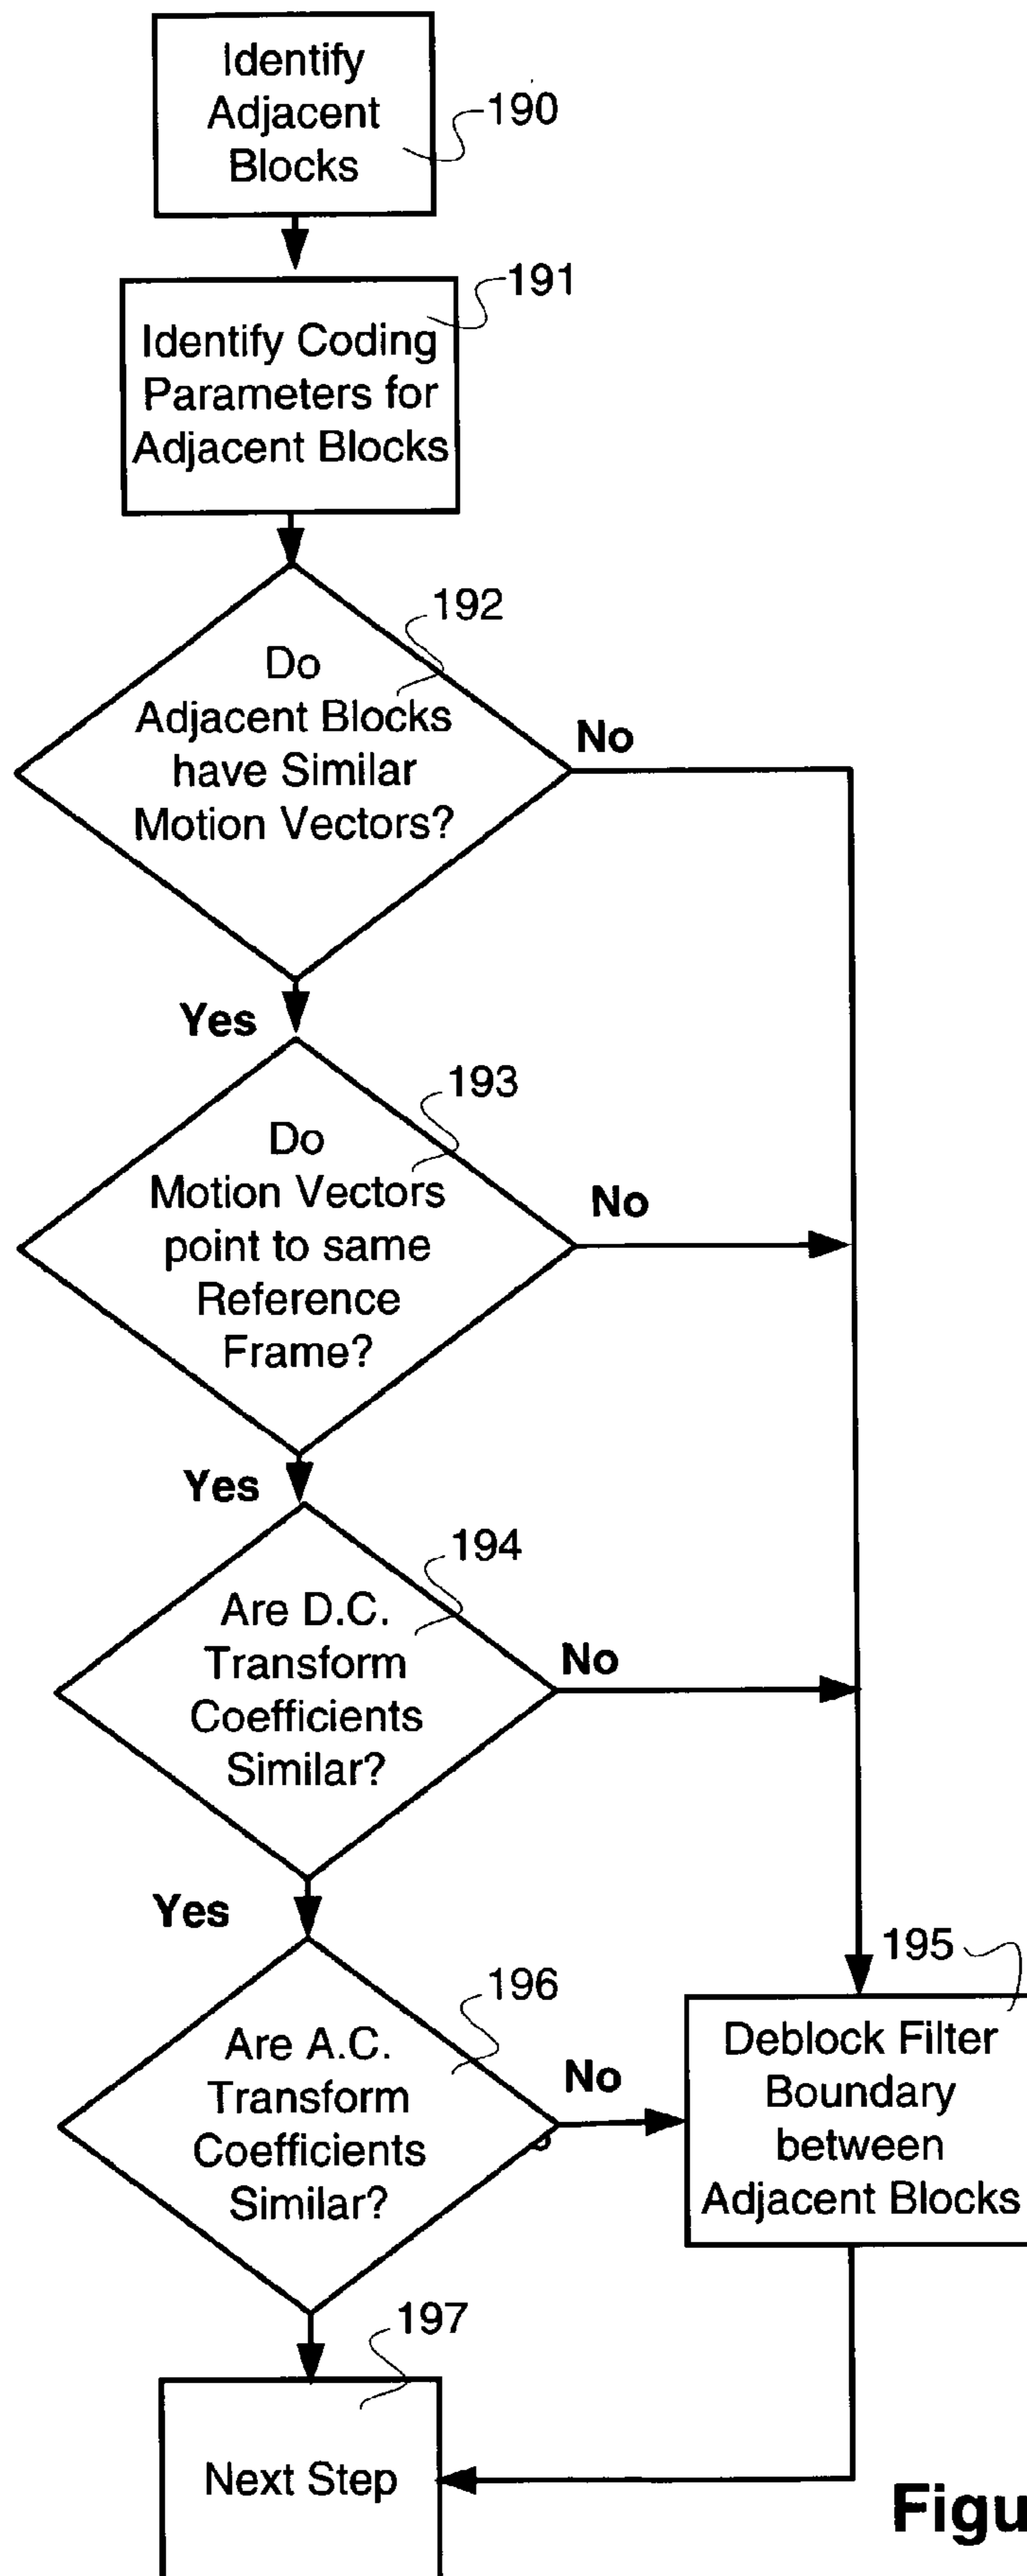 Identify
Adjacent
Blocks
190
191
Identify Coding
Parameters for
Adjacent Blocks
192
Do
Adjacent Blocks
have Similar
Motion Vectors?
No
Yes
193
Do
Motion Vectors
point to same
Reference
Frame?
No
Yes
194
Are D.C.
Transform
Coefficients
Similar?
No
Yes
195
196
Are A.C.
Transform
Coefficients
Similar?
No
Deblock Filter
Boundary
between
Adjacent Blocks
197
Next Step
Figu